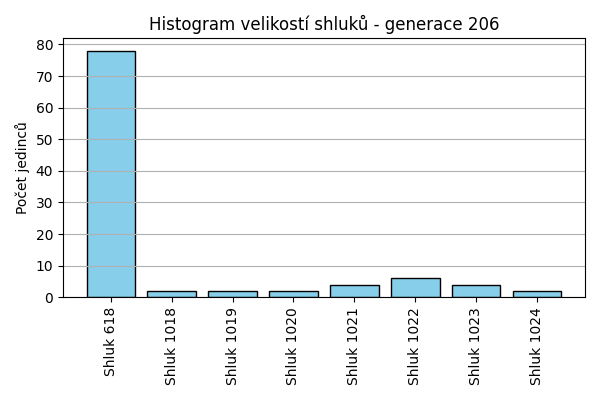 Histogram velikostí shluků - generace 206
Počet jedinců
80
70
60
50
40
30
20
10
0
Shluk 618
Shluk 1018
Shluk 1019
Shluk 1020
Shluk 1021
Shluk 1022
Shluk 1023
Shluk 1024